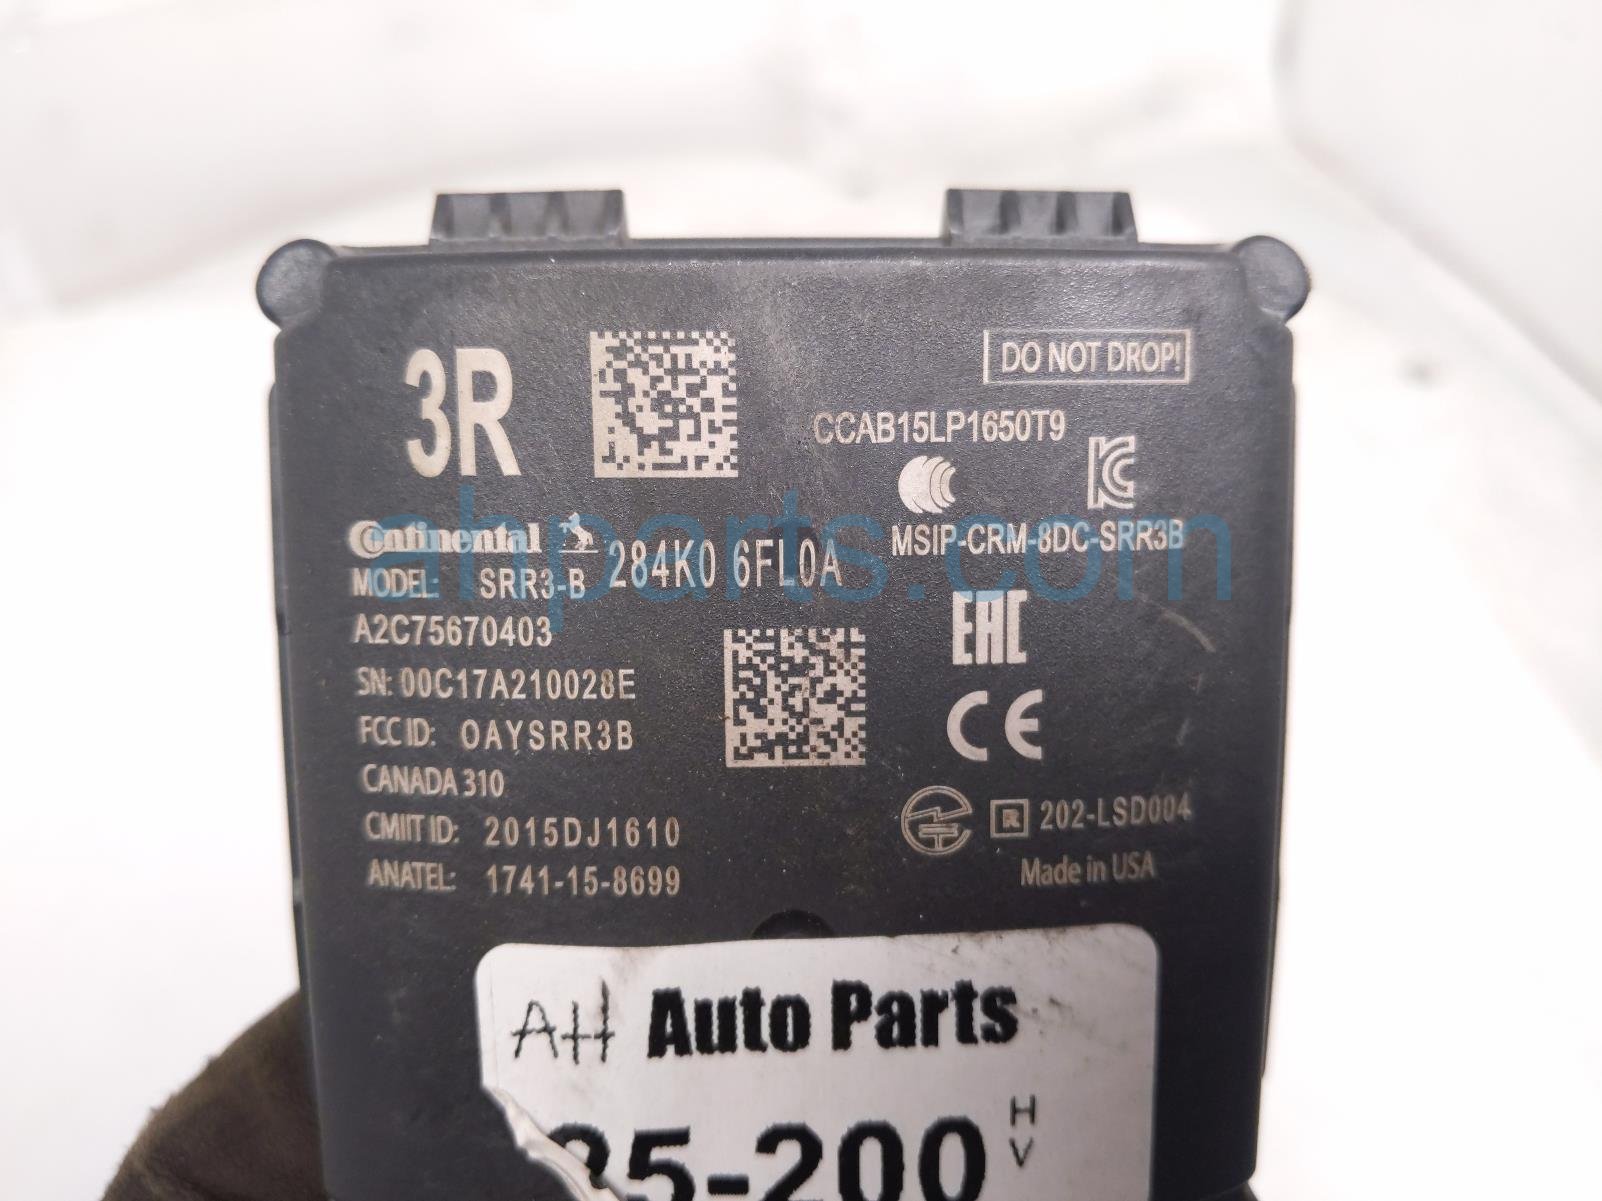 3R
DO NOT DROP!
CCAB15LP1650T9
Continental
284K0 6FL0A
MSIP-CRM-8DC-SRR3B
MODEL: SRR3-B
A2C75670403
EAC
SN: 00C17A210028E
FCC ID: OAYSRR3B
CE
CANADA 310
CMIIT ID: 2015DJ1610
R 202-LSD004
ANATEL: 1741-15-8699
Made in USA
AH Auto Parts
HV
5-200
ahparts.com